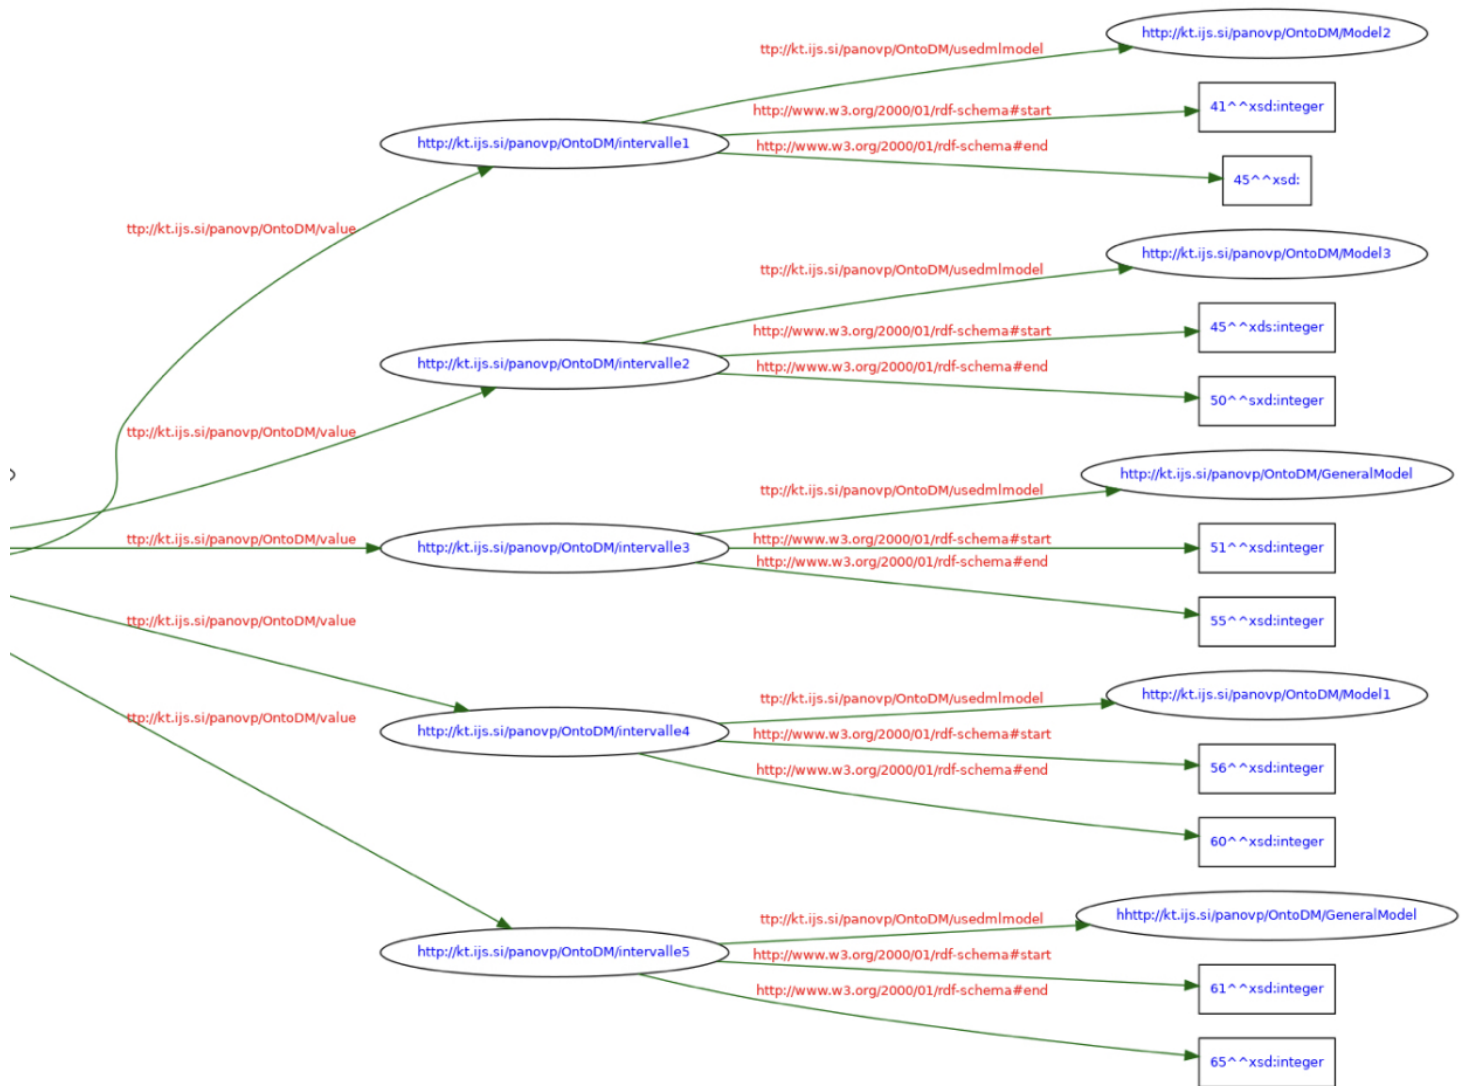 http://kt.ijs.si/panovp/OntoDM/Model2
ttp://kt.ijs.si/panovp/OntoDM/usedmlmodel
http://www.w3.org/2000/01/rdf-schema#start
41^^xsd:integer
http://kt.ijs.si/panovp/OntoDM/intervalle1
http://www.w3.org/2000/01/rdf-schema#end
45^^xsd:
ttp://kt.ijs.si/panovp/OntoDM/value
http://kt.ijs.si/panovp/OntoDM/Model3
ttp://kt.ijs.si/panovp/OntoDM/usedmlmodel
http://www.w3.org/2000/01/rdf-schema#start
45^^xds:integer
http://kt.ijs.si/panovp/OntoDM/intervalle2
http://www.w3.org/2000/01/rdf-schema#end
50^^sxd:integer
ttp://kt.ijs.si/panovp/OntoDM/value
http://kt.ijs.si/panovp/OntoDM/GeneralModel
ttp://kt.ijs.si/panovp/OntoDM/usedmlmodel
ttp://kt.ijs.si/panovp/OntoDM/value
http://kt.ijs.si/panovp/OntoDM/intervalle3
http://www.w3.org/2000/01/rdf-schema#start
51^^xsd:integer
http://www.w3.org/2000/01/rdf-schema#end
55^^xsd:integer
ttp://kt.ijs.si/panovp/OntoDM/value
http://kt.ijs.si/panovp/OntoDM/Model1
ttp://kt.ijs.si/panovp/OntoDM/usedmlmodel
ttp://kt.ijs.si/panovp/OntoDM/value
http://kt.ijs.si/panovp/OntoDM/intervalle4
http://www.w3.org/2000/01/rdf-schema#start
56^^xsd:integer
http://www.w3.org/2000/01/rdf-schema#end
60^^xsd:integer
hhttp://kt.ijs.si/panovp/OntoDM/GeneralModel
ttp://kt.ijs.si/panovp/OntoDM/usedmlmodel
http://kt.ijs.si/panovp/OntoDM/intervalle5
http://www.w3.org/2000/01/rdf-schema#start
61^^xsd:integer
http://www.w3.org/2000/01/rdf-schema#end
65^^xsd:integer